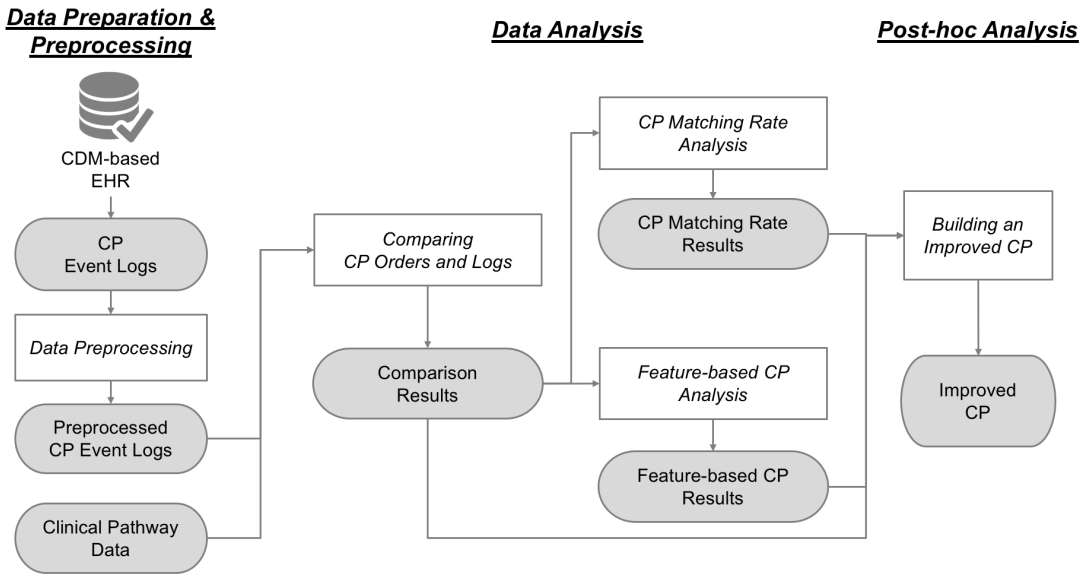 Data Preparation &
Preprocessing
CDM-based
EHR
CP
Event Logs
Data Preprocessing
Preprocessed
CP Event Logs
Clinical Pathway
Data
Data Analysis
Comparing
CP Orders and Logs
Comparison
Results
CP Matching Rate
Analysis
CP Matching Rate
Results
Feature-based CP
Analysis
Feature-based CP
Results
Post-hoc Analysis
Building an
Improved CP
Improved
CP